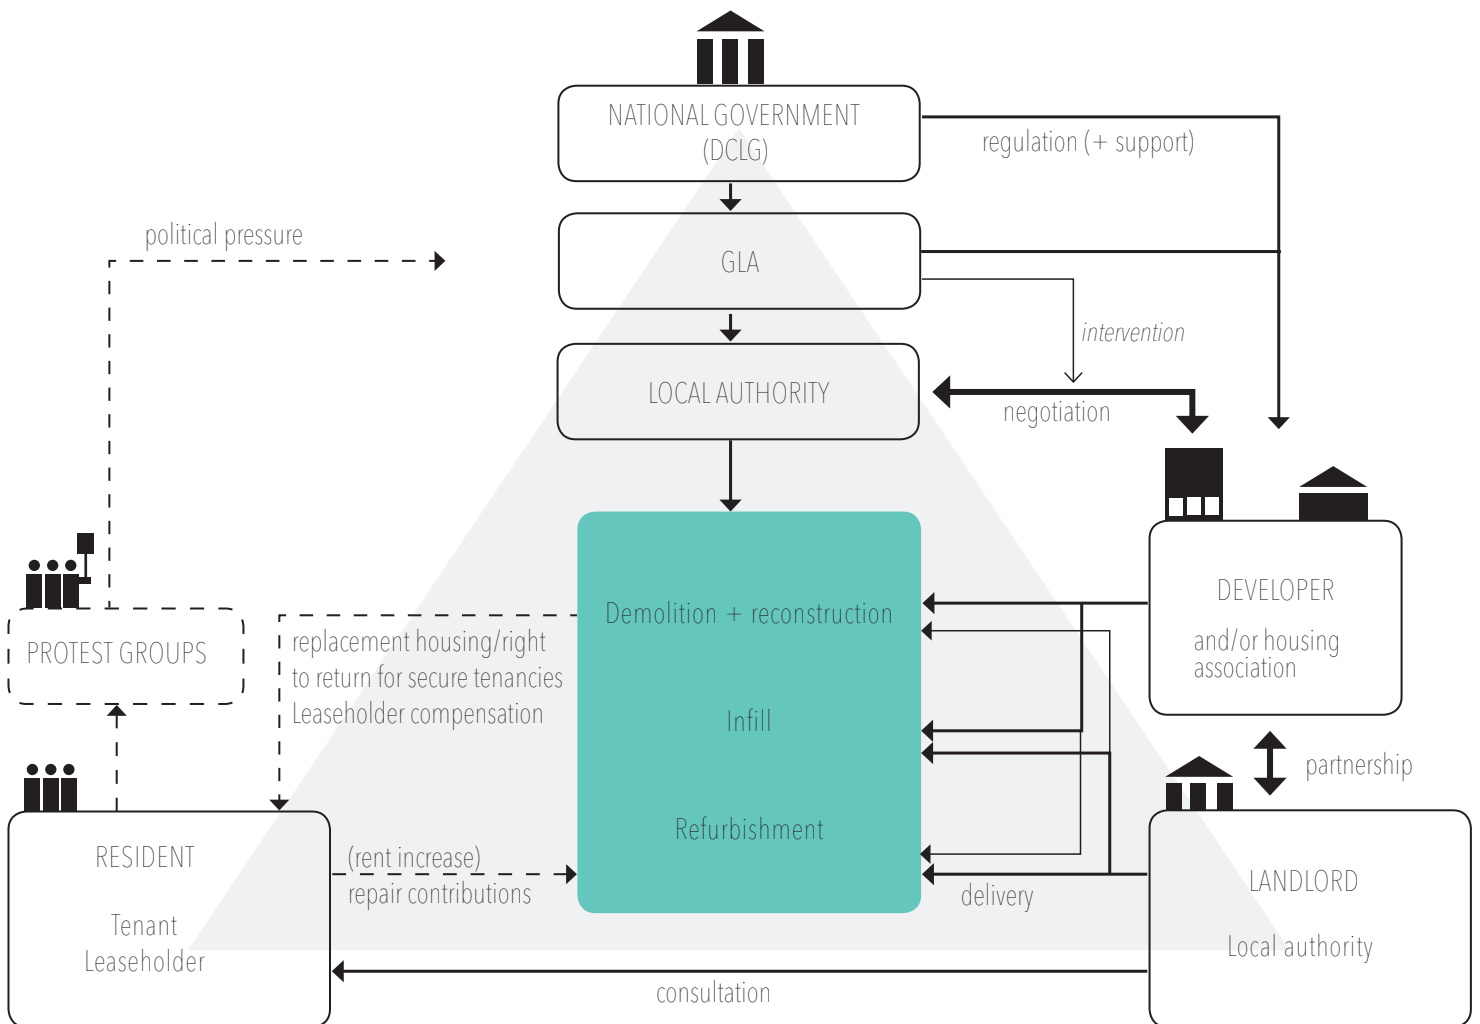 NATIONAL GOVERNMENT
(DCLG)
regulation (+ support)
political pressure
GLA
intervention
LOCAL AUTHORITY
negotiation
DEVELOPER
and/or housing
association
Demolition + reconstruction
replacement housing/right
to return for secure tenancies
Leaseholder compensation
PROTEST GROUPS
Infill
partnership
Refurbishment
RESIDENT
Tenant
Leaseholder
(rent increase)
repair contributions
delivery
LANDLORD
Local authority
consultation